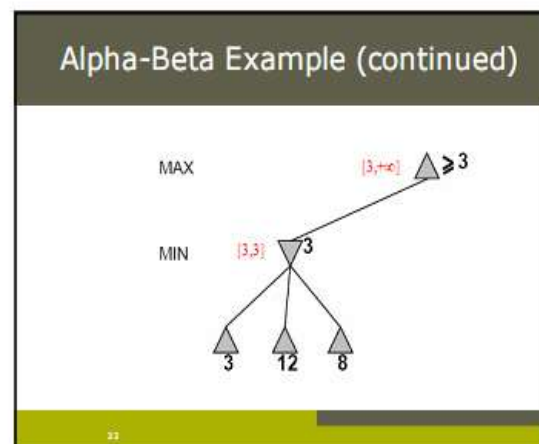 Alpha-Beta Example (continued)
MAX [3,+∞] ≥ 3
MIN [3,3] 3
3 12 8